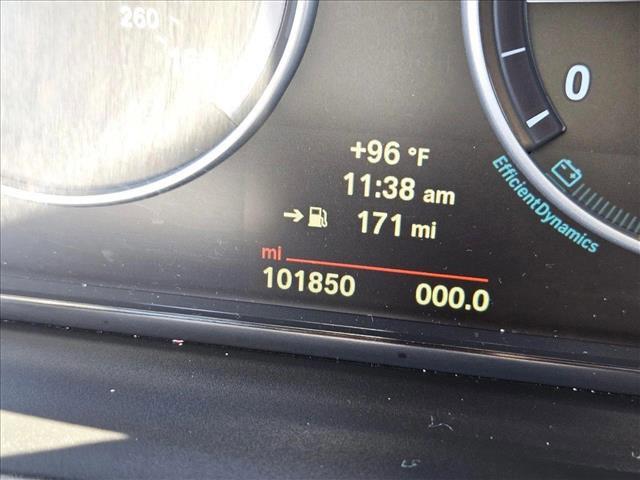 260
0
+96 °F
11:38 am
171 mi
EfficientDynamics
mi
101850 000.0